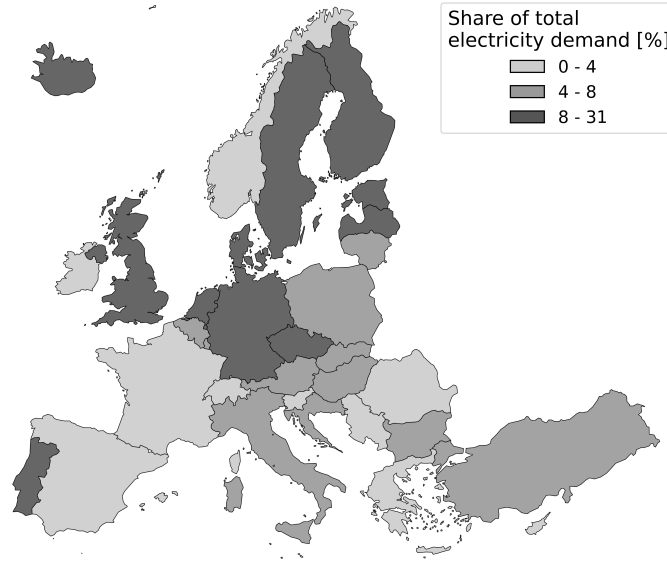 Share of total
electricity demand [%]
0 - 4
4 - 8
8 - 31